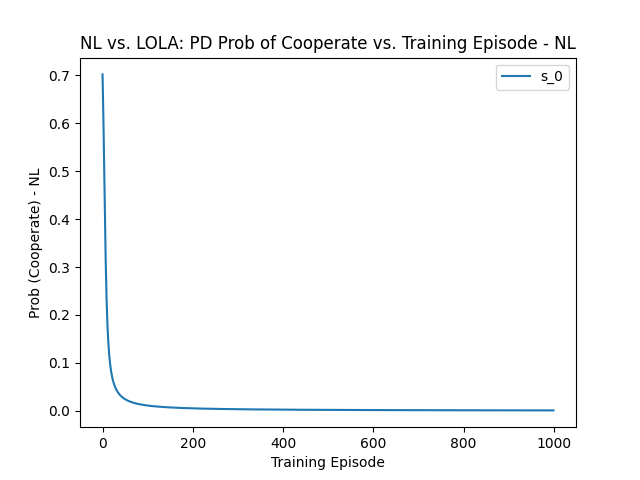 NL vs. LOLA: PD Prob of Cooperate vs. Training Episode - NL
s_0
0.7
0.6
0.5
0.4
0.3
0.2
0.1
0.0
Prob (Cooperate) - NL
0 200 400 600 800 1000
Training Episode